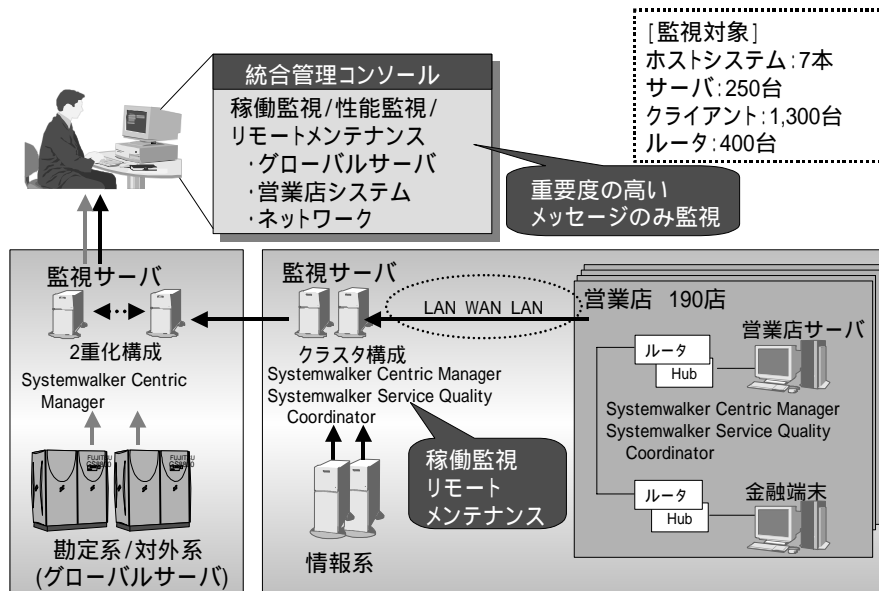 [監視対象]
ホストシステム:7本
サーバ:250台
クライアント:1,300台
ルータ:400台
統合管理コンソール
稼働監視/性能監視/
リモートメンテナンス
・グローバルサーバ
・営業店システム
・ネットワーク
重要度の高い
メッセージのみ監視
監視サーバ
2重化構成
Systemwalker Centric
Manager
勘定系/対外系
(グローバルサーバ)
監視サーバ
クラスタ構成
Systemwalker Centric Manager
Systemwalker Service Quality
Coordinator
稼働監視
リモート
メンテナンス
情報系
LAN WAN LAN
営業店 190店
営業店サーバ
ルータ
Hub
Systemwalker Centric Manager
Systemwalker Service Quality
Coordinator
ルータ
Hub
金融端末